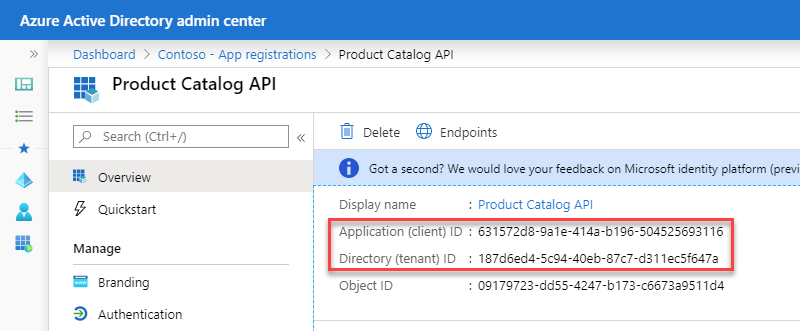 Azure Active Directory admin center
» Dashboard > Contoso - App registrations > Product Catalog API
Product Catalog API
Search (Ctrl+/) «
Overview
Quickstart
Manage
Branding
Authentication
Delete Endpoints
Got a second? We would love your feedback on Microsoft identity platform (previ
Display name : Product Catalog API
Application (client) ID : 631572d8-9a1e-414a-b196-504525693116
Directory (tenant) ID : 187d6ed4-5c94-40eb-87c7-d311ec5f647a
Object ID : 09179723-dd55-4247-b173-c6673a9511d4